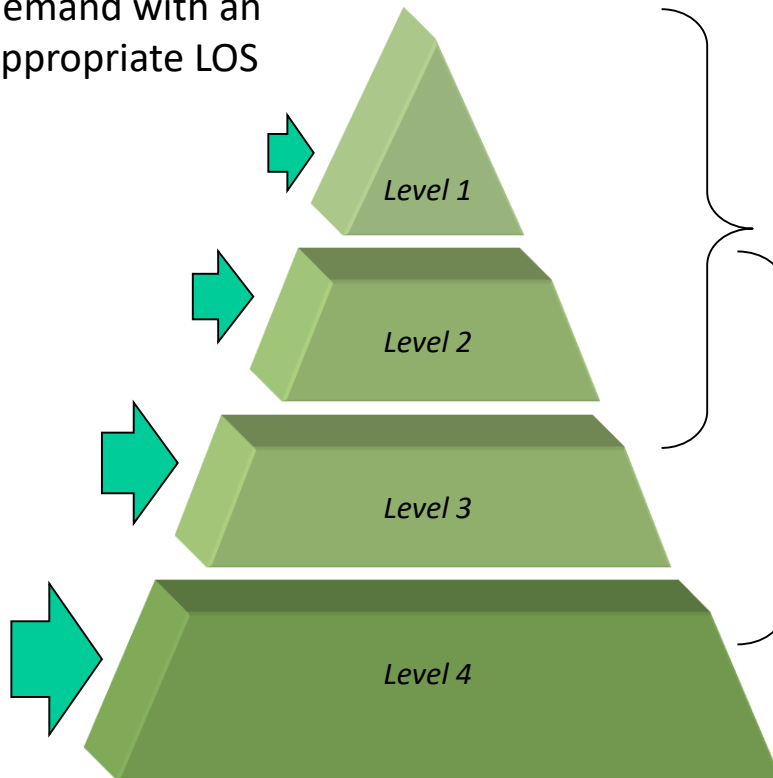 emand with an
ppropriate LOS
Level 1
Level 2
Level 3
Level 4